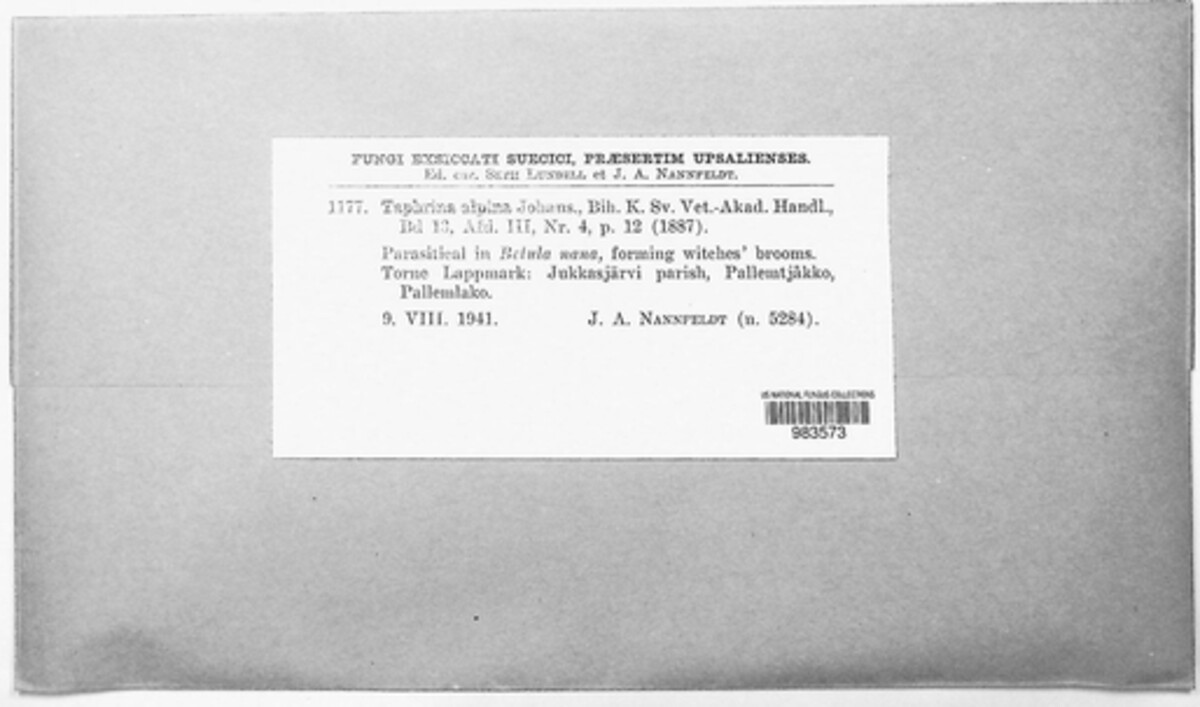 FUNGI EXSICCATI SUECICI, PRÆSERTIM UPSALIENSES.
Ed. cur. SETH LUNDELL et J. A. NANNFELDT.
1177. Taphrina alpina Johans., Bih. K. Sv. Vet.-Akad. Handl.,
Bd 13, Afd. III, Nr. 4, p. 12 (1887).
Parasitical in Betula nana, forming witches' brooms.
Torne Lappmark: Jukkasjärvi parish, Pallemtjåkko,
Pallemlako.
9. VIII. 1941. J. A. NANNFELDT (n. 5284).
US NATIONAL FUNGUS COLLECTIONS
983573